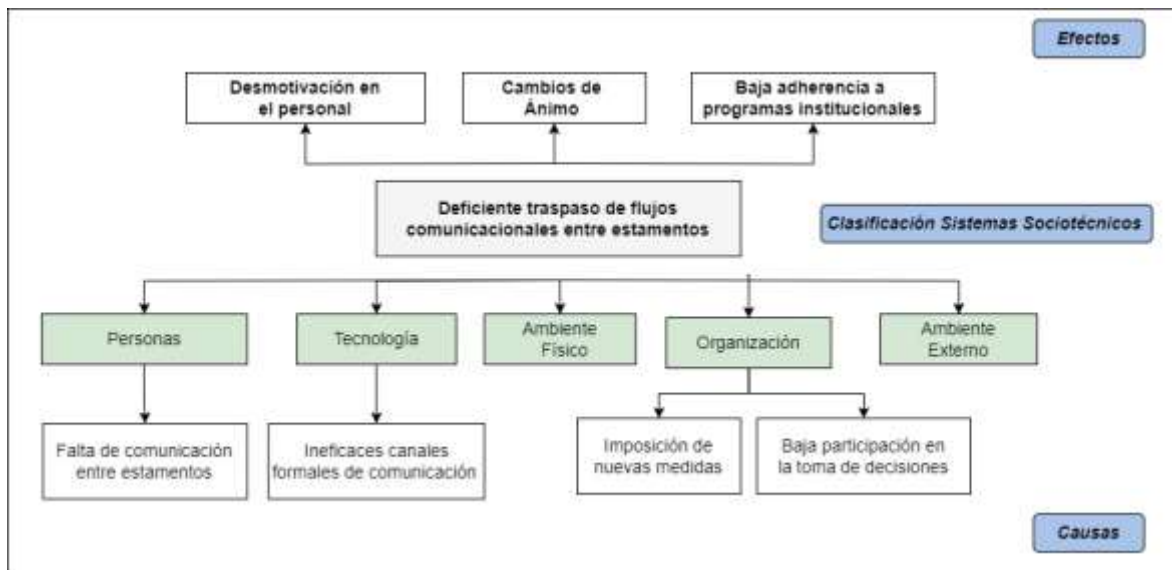 Efectos
Desmotivación en
el personal
Cambios de
Ánimo
Baja adherencia a
programas institucionales
Deficiente traspaso de flujos
comunicacionales entre estamentos
Clasificación Sistemas Sociotécnicos
Personas
Tecnología
Ambiente
Físico
Organización
Ambiente
Externo
Falta de comunicación
entre estamentos
Ineficaces canales
formales de comunicación
Imposición de
nuevas medidas
Baja participación en
la toma de decisiones
Causas